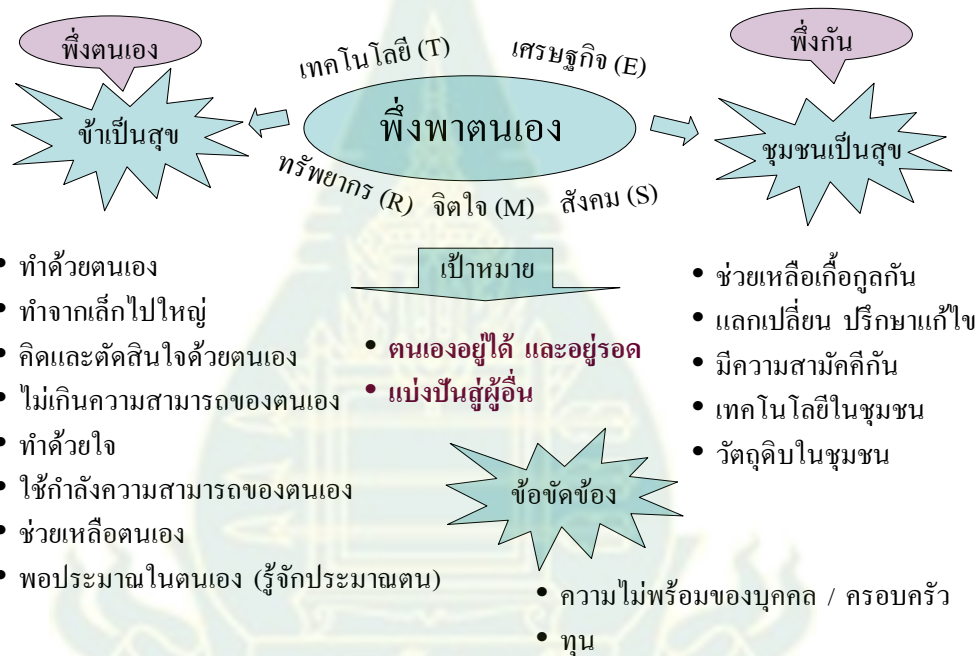 พึ่งตนเอง
เทคโนโลยี (T)
เศรษฐกิจ (E)
พึ่งกัน
ข้าเป็นสุข
พึ่งพาตนเอง
ชุมชนเป็นสุข
ทรัพยากร (R)
จิตใจ (M)
สังคม (S)
• ทำด้วยตนเอง
• ทำจากเล็กไปใหญ่
• คิดและตัดสินใจด้วยตนเอง
• ไม่เกินความสามารถของตนเอง
• ทำด้วยใจ
• ใช้กำลังความสามารถของตนเอง
• ช่วยเหลือตนเอง
• พอประมาณในตนเอง (รู้จักประมาณตน)
เป้าหมาย
• ตนเองอยู่ได้ และอยู่รอด
• แบ่งปันสู่ผู้อื่น
• ช่วยเหลือเกื้อกูลกัน
• แลกเปลี่ยน ปรึกษาแก้ไข
• มีความสามัคคีกัน
• เทคโนโลยีในชุมชน
• วัตถุดิบในชุมชน
ข้อขัดข้อง
• ความไม่พร้อมของบุคคล / ครอบครัว
• ทุน